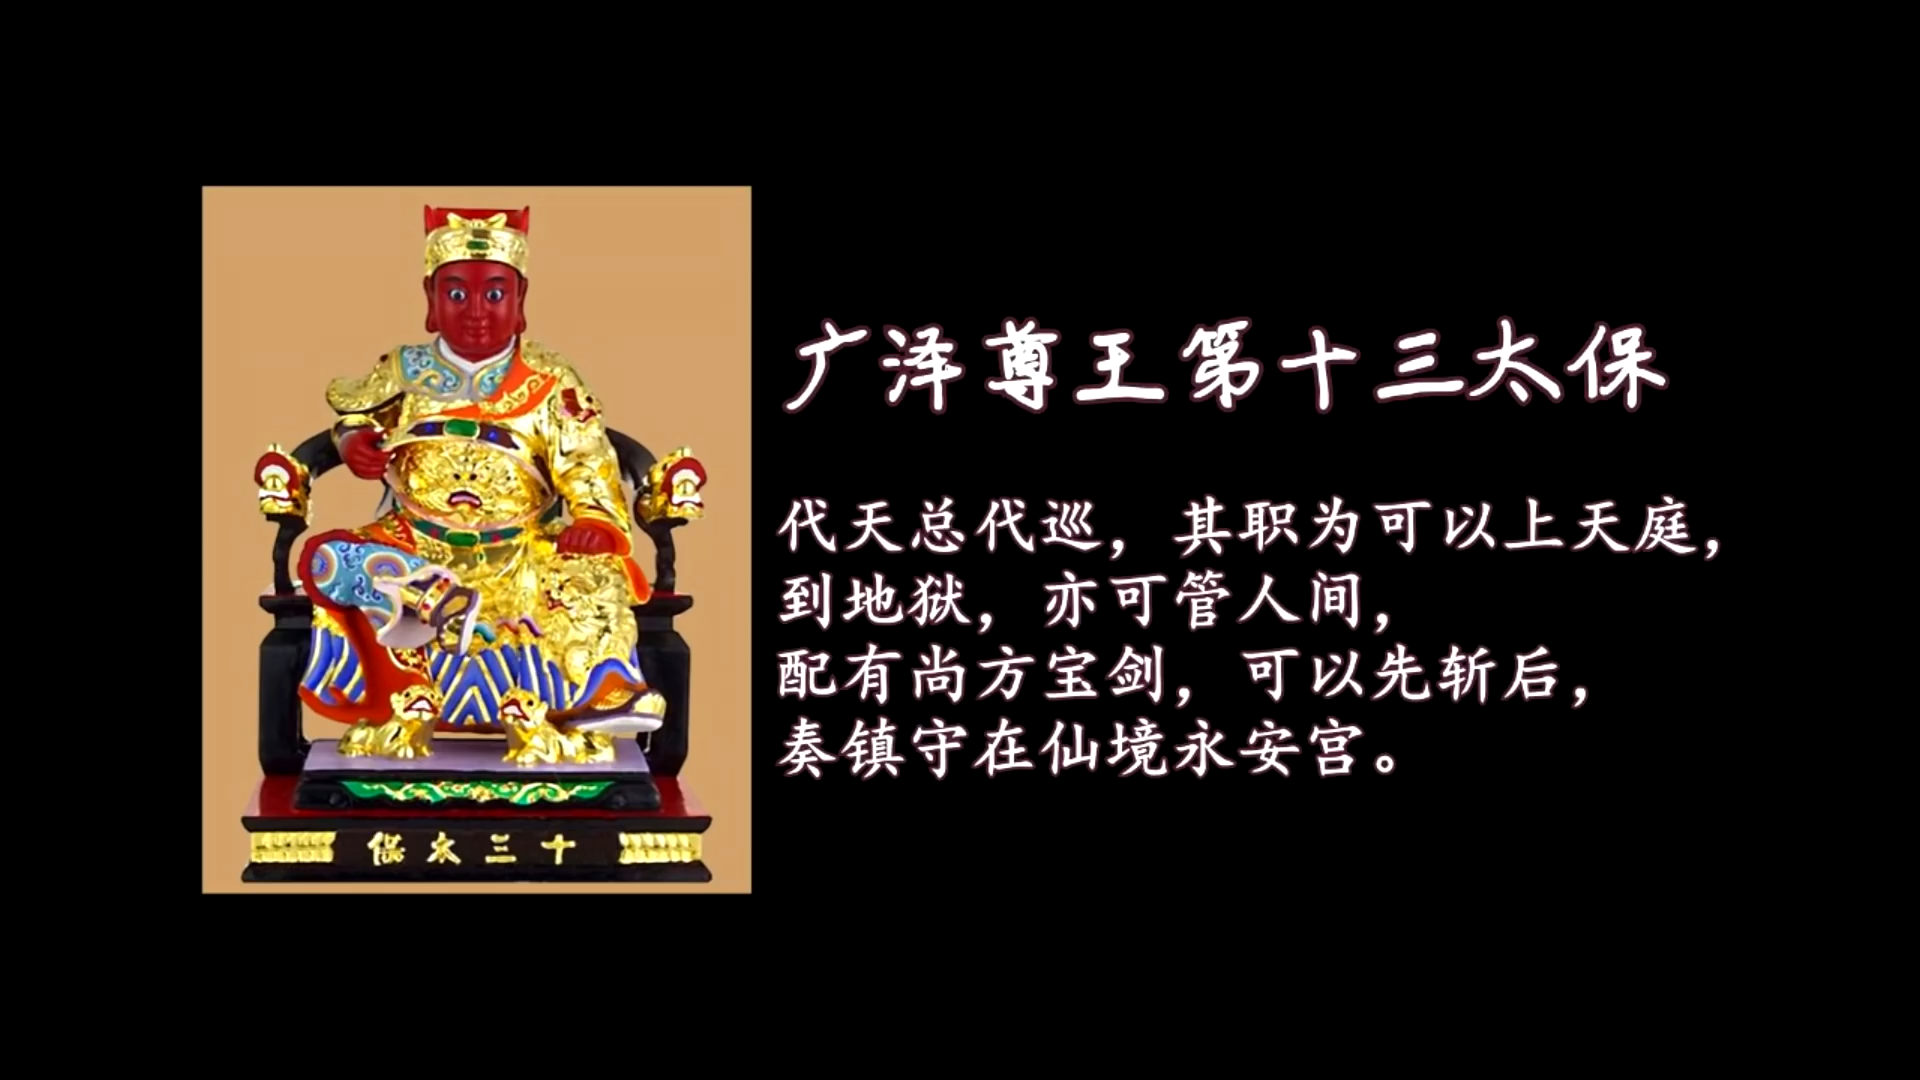 广泽尊王第十三太保
代天总代巡，其职为可以上天庭，
到地狱，亦可管人间，
配有尚方宝剑，可以先斩后，
奏镇守在仙境永安宫。
保太三十